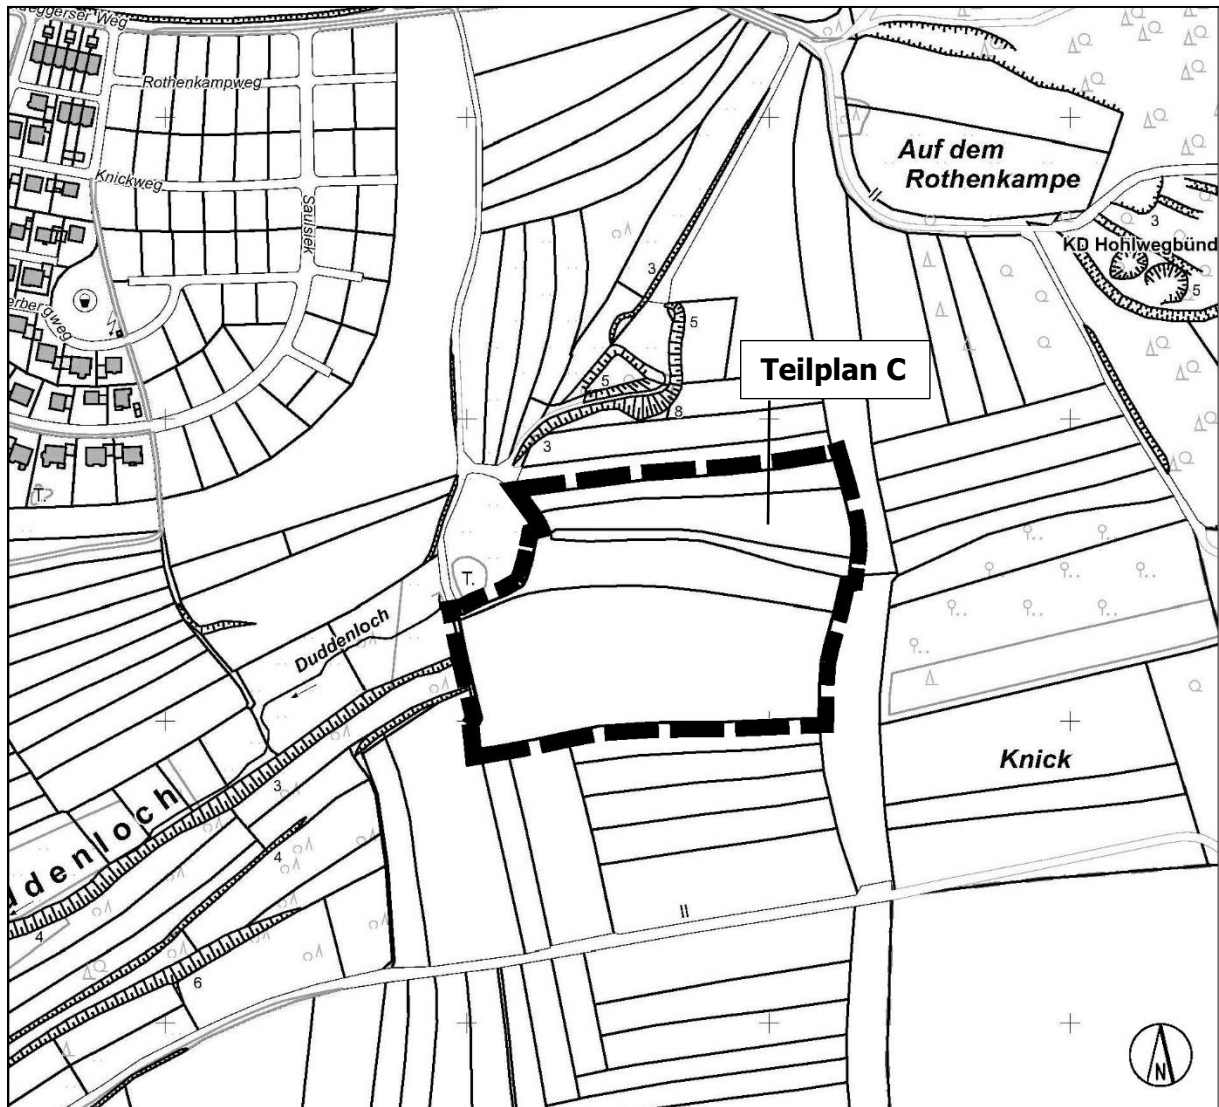 Rothenkampweg
Knickweg
Saulsiek
Auf dem
Rothenkampe
II
3
KD Hohlwegbünd
5
3
5
5
8
3
Teilplan C
T.
T.
Duddenloch
3
4
4
6
Knick
II
N